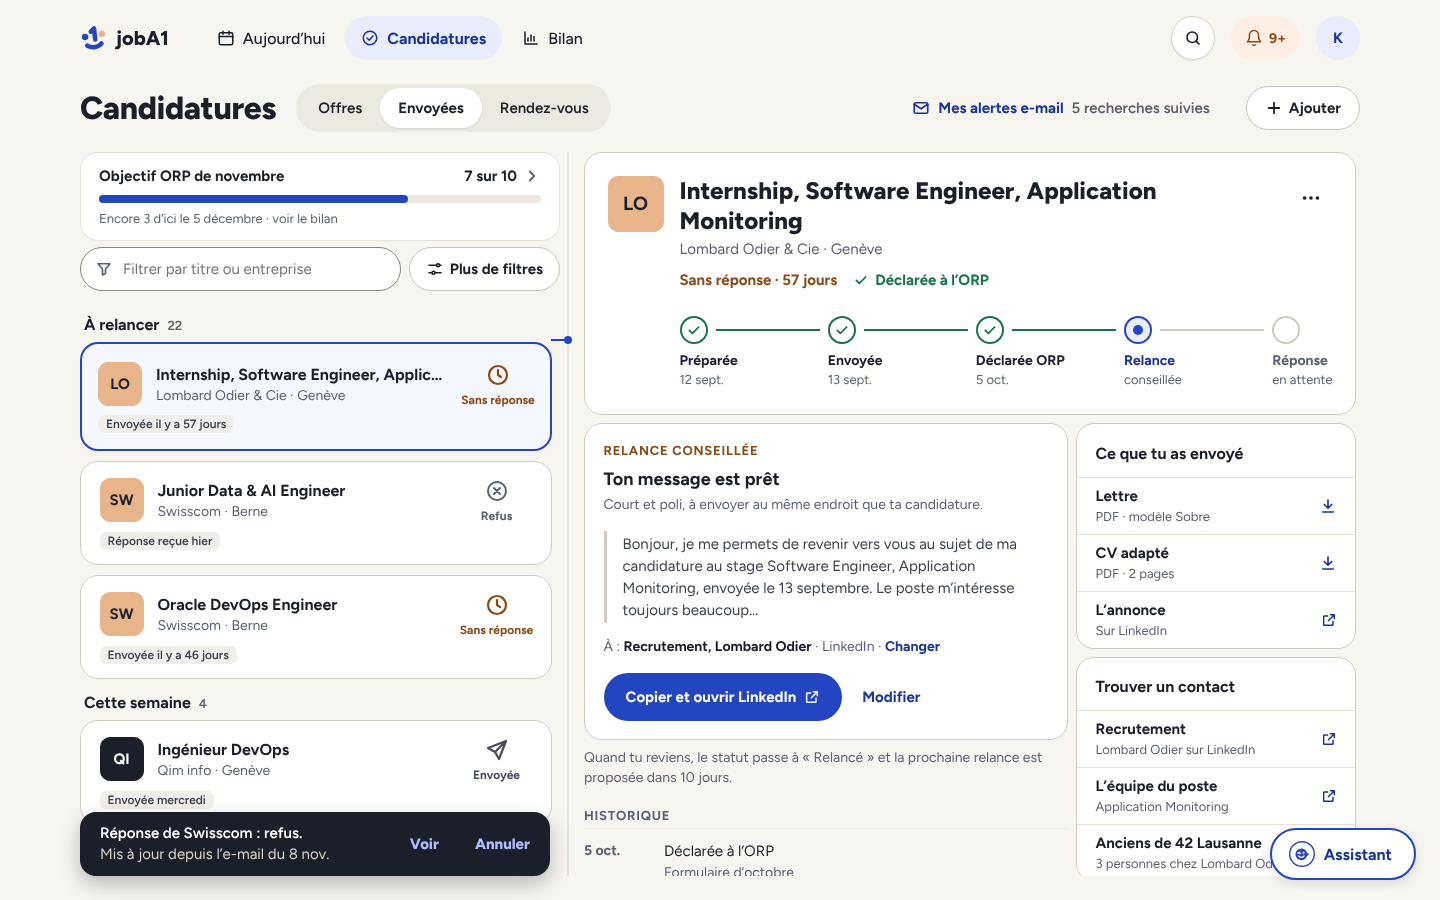 jobA1
Aujourd’hui
Candidatures
Bilan
9+
K
Candidatures
Offres
Envoyées
Rendez-vous
Mes alertes e-mail 5 recherches suivies
Ajouter
Objectif ORP de novembre
7 sur 10
Encore 3 d’ici le 5 décembre · voir le bilan
Filtrer par titre ou entreprise
Plus de filtres
À relancer 22
LO
Internship, Software Engineer, Applic...
Lombard Odier & Cie · Genève
Sans réponse
Envoyée il y a 57 jours
SW
Junior Data & AI Engineer
Swisscom · Berne
Refus
Réponse reçue hier
SW
Oracle DevOps Engineer
Swisscom · Berne
Sans réponse
Envoyée il y a 46 jours
Cette semaine 4
QI
Ingénieur DevOps
Qim info · Genève
Envoyée
Envoyée mercredi
Réponse de Swisscom : refus.
Mis à jour depuis l’e-mail du 8 nov.
Voir
Annuler
LO
Internship, Software Engineer, Application
Monitoring
Lombard Odier & Cie · Genève
Sans réponse · 57 jours
Déclarée à l’ORP
Préparée
12 sept.
Envoyée
13 sept.
Déclarée ORP
5 oct.
Relance
conseillée
Réponse
en attente
RELANCE CONSEILLÉE
Ton message est prêt
Court et poli, à envoyer au même endroit que ta candidature.
Bonjour, je me permets de revenir vers vous au sujet de ma
candidature au stage Software Engineer, Application
Monitoring, envoyée le 13 septembre. Le poste m’intéresse
toujours beaucoup...
À : Recrutement, Lombard Odier · LinkedIn · Changer
Copier et ouvrir LinkedIn
Modifier
Quand tu reviens, le statut passe à « Relancé » et la prochaine relance est
proposée dans 10 jours.
HISTORIQUE
5 oct.
Déclarée à l’ORP
Formulaire d’octobre
Ce que tu as envoyé
Lettre
PDF · modèle Sobre
CV adapté
PDF · 2 pages
L’annonce
Sur LinkedIn
Trouver un contact
Recrutement
Lombard Odier sur LinkedIn
L’équipe du poste
Application Monitoring
Anciens de 42 Lausanne
3 personnes chez Lombard Od
Assistant